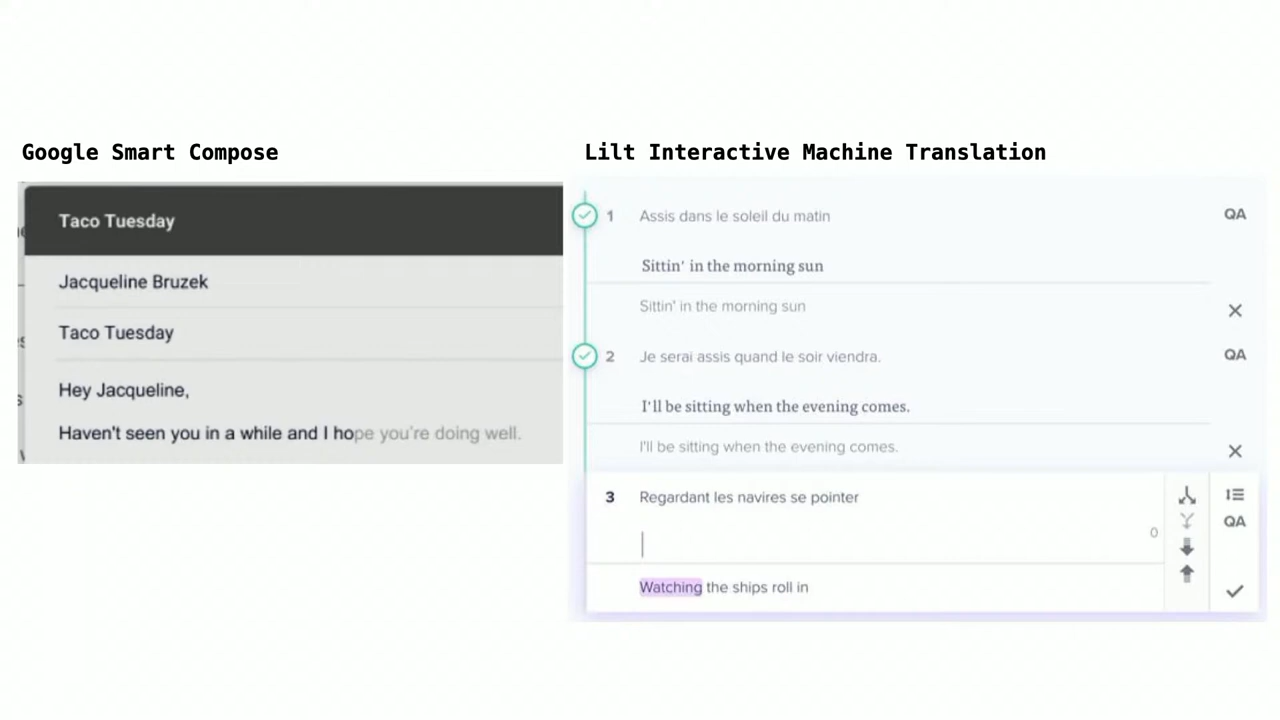 Google Smart Compose
Taco Tuesday
Jacqueline Bruzek
Taco Tuesday
Hey Jacqueline,
Haven't seen you in a while and I hope you're doing well.
Lilt Interactive Machine Translation
1 Assis dans le soleil du matin QA
Sittin' in the morning sun
Sittin' in the morning sun
2 Je serai assis quand le soir viendra. QA
I'll be sitting when the evening comes.
I'll be sitting when the evening comes.
3 Regardant les navires se pointer
QA
0
Watching the ships roll in